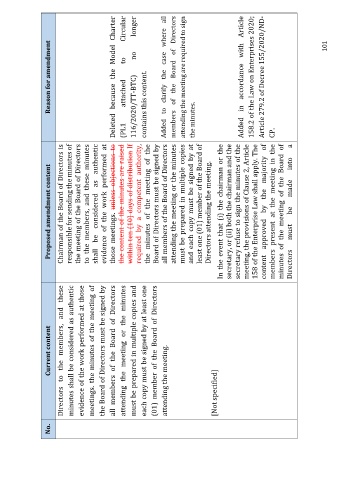 No.
Current content
Proposed amendment content
Reason for amendment
Directors to the members, and these
minutes shall be considered as authentic
evidence of the work performed at those
meetings. the minutes of the meeting of
the Board of Directors must be signed by
all members of the Board of Directors
attending the meeting or the minutes
must be prepared in multiple copies and
each copy must be signed by at least one
(01) member of the Board of Directors
attending the meeting.
[Not specified]
Chairman of the Board of Directors is
responsible for sending the minutes of
the meeting of the Board of Directors
to the members, and these minutes
shall be considered as authentic
evidence of the work performed at
those meetings,
the content of the minutes are raised
within ten (10) days of distribution. If
required by a competent authority,
the minutes of the meeting of the
Board of Directors must be signed by
all members of the Board of Directors
attending the meeting or the minutes
must be prepared in multiple copies
and each copy must be signed by at
least one (01) member of the Board of
Directors attending the meeting.
In the event that (i) the chairman or the
secretary, or (ii) both the chairman and the
secretary refuse to sign the minutes of the
meeting, the provisions of Clause 2, Article
158 of the Enterprise Law shall apply. The
content approved by the majority of
members present at the meeting in the
minutes of the meeting of the Board of
Directors must be made into a
Deleted because the Model Charter
(PL1 attached to Circular
116/2020/TT-BTC) no longer
contains this content.
Added to clarify the case where all
members of the Board of Directors
attending the meeting are required to sign
the minutes.
Added in accordance with Article
158.2 of the Law on Enterprises 2020;
Article 279.2 of Decree 155/2020/ND-
CP.
101